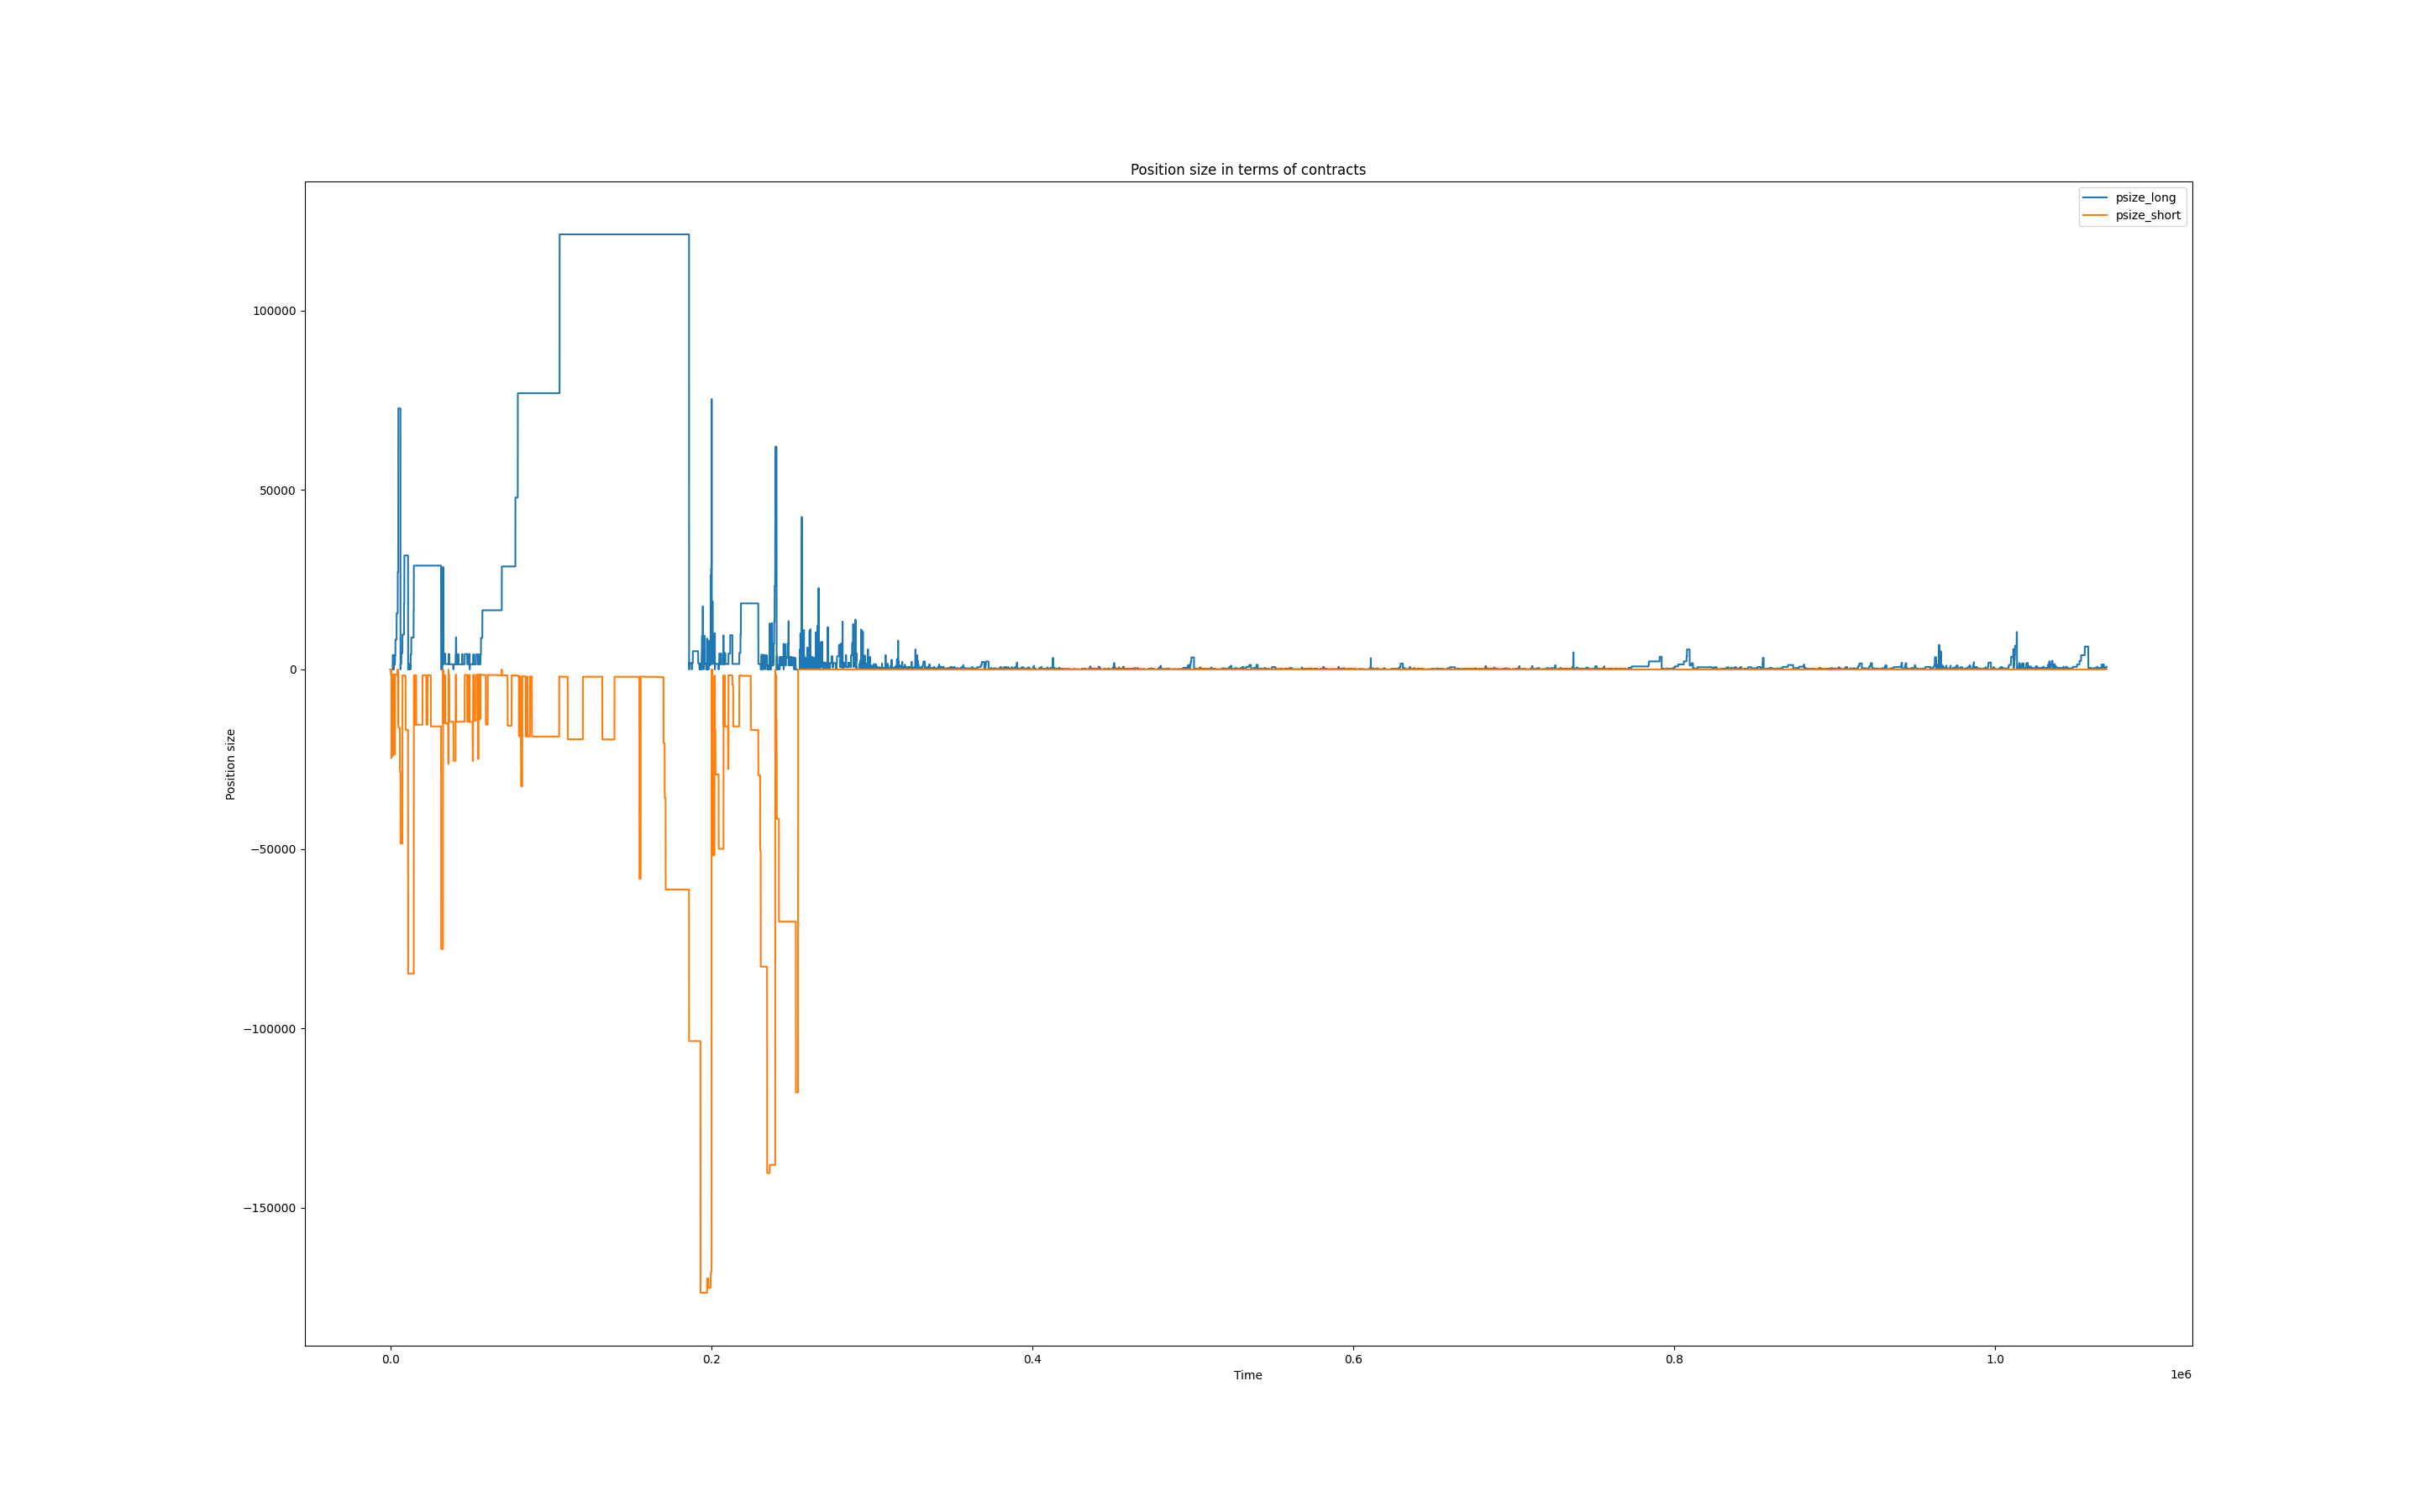 Position size in terms of contracts
psize_long
psize_short
100000
50000
0
−50000
−100000
−150000
Position size
0.0 0.2 0.4 0.6 0.8 1.0
1e6
Time